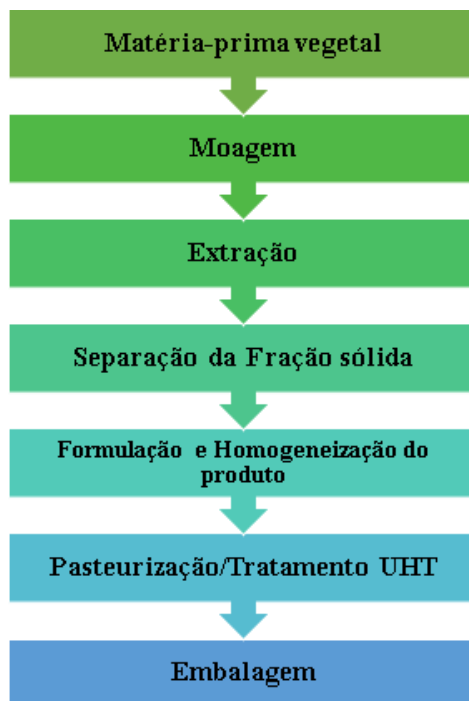 Matéria-prima vegetal
Moagem
Extração
Separação da Fração sólida
Formulação e Homogeneização do
produto
Pasteurização/Tratamento UHT
Embalagem